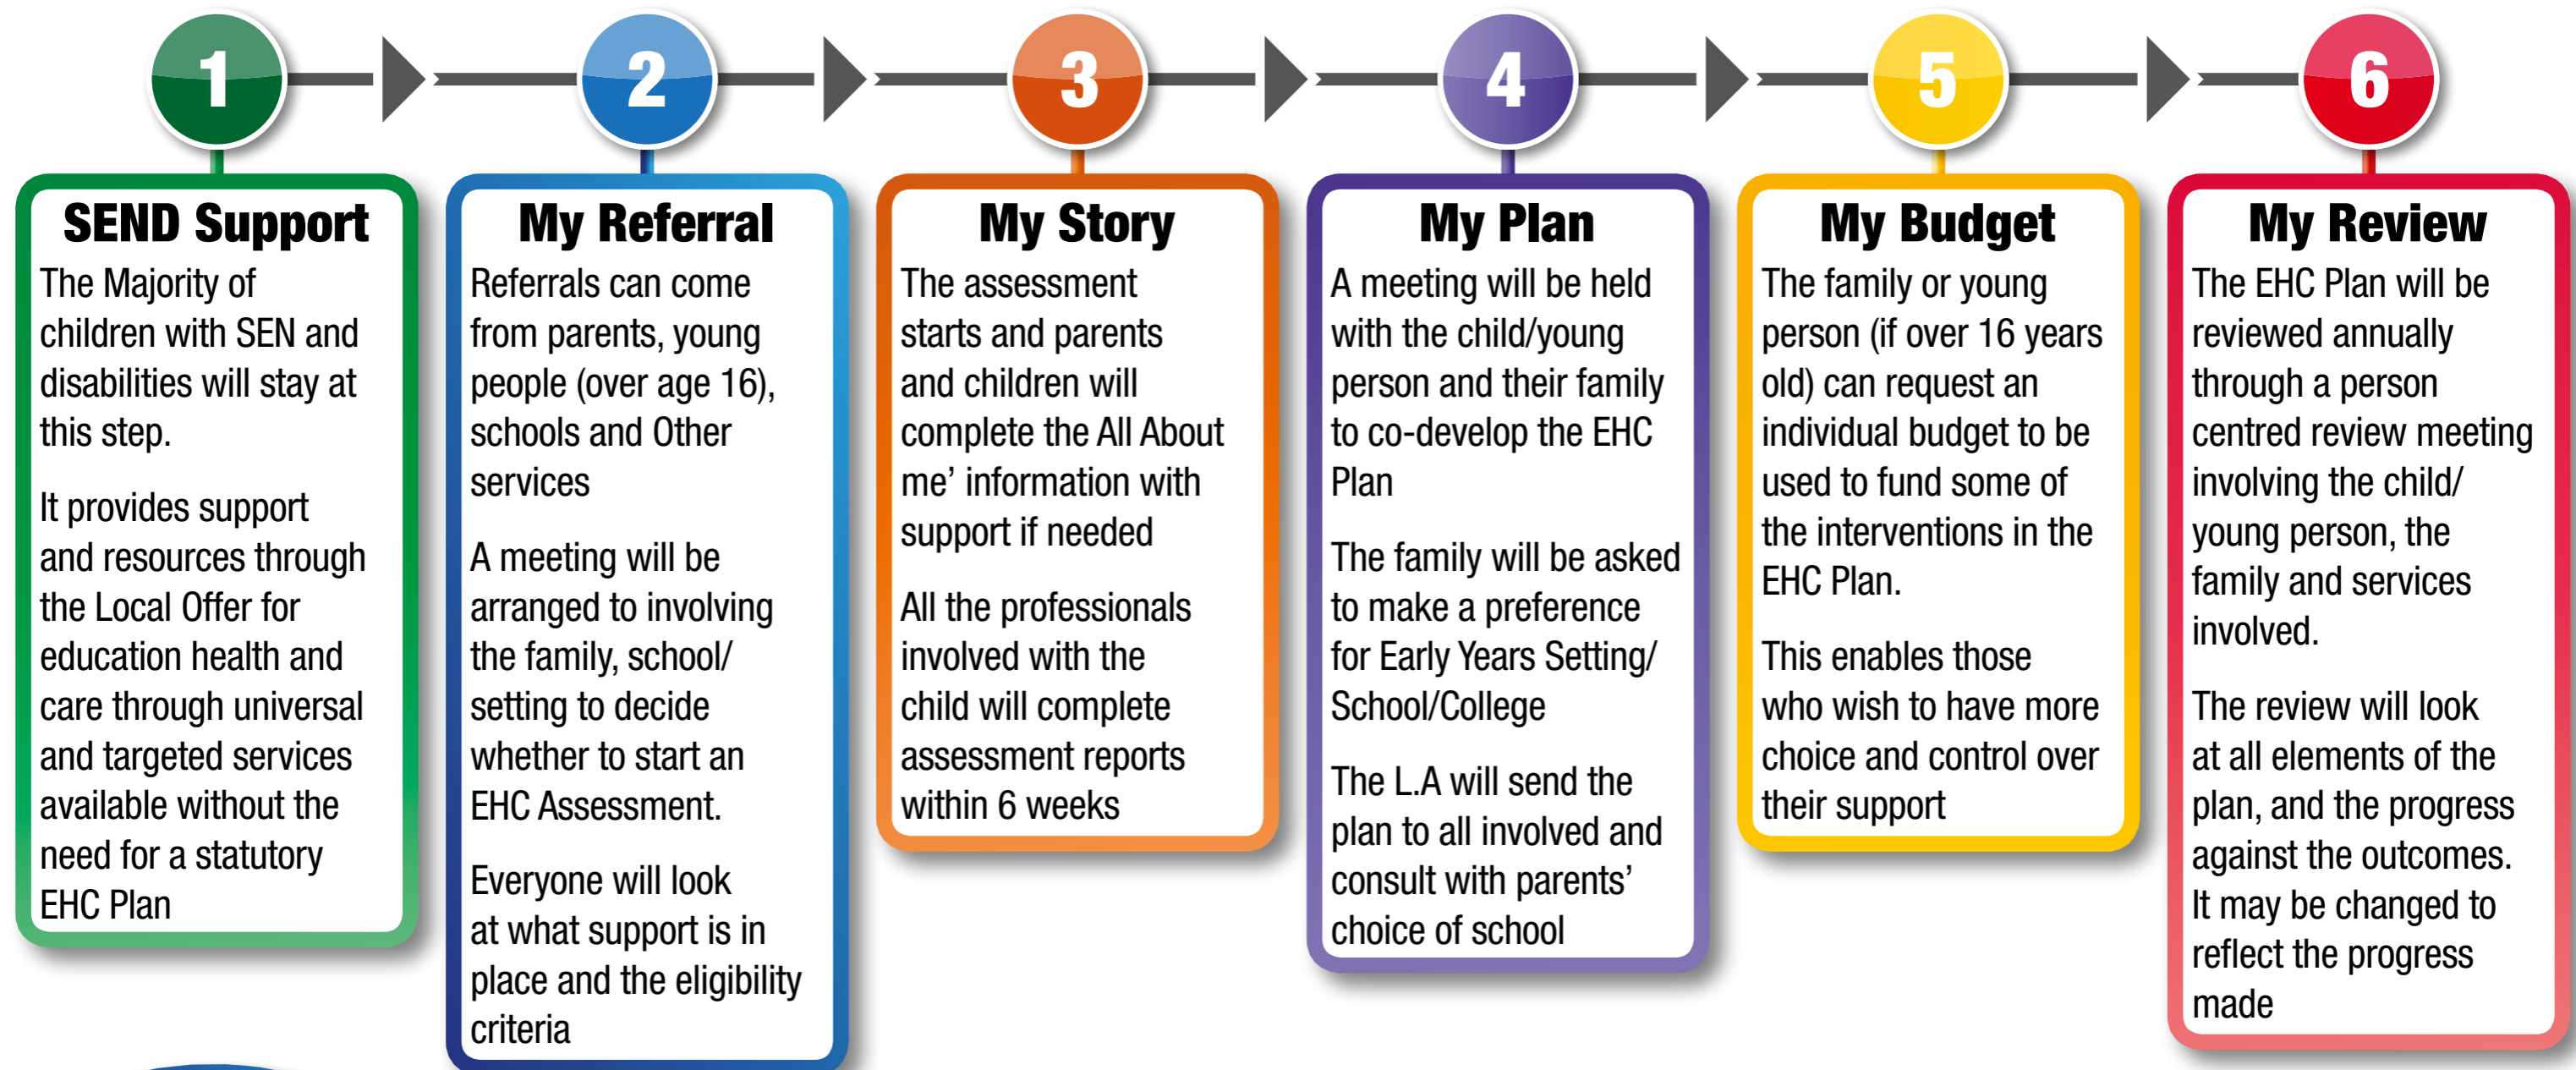 1
2
3
4
5
6
SEND Support
The Majority of
children with SEN and
disabilities will stay at
this step.
It provides support
and resources through
the Local Offer for
education health and
care through universal
and targeted services
available without the
need for a statutory
EHC Plan
My Referral
Referrals can come
from parents, young
people (over age 16),
schools and Other
services
A meeting will be
arranged to involving
the family, school/
setting to decide
whether to start an
EHC Assessment.
Everyone will look
at what support is in
place and the eligibility
criteria
My Story
The assessment
starts and parents
and children will
complete the All About
me’ information with
support if needed
All the professionals
involved with the
child will complete
assessment reports
within 6 weeks
My Plan
A meeting will be held
with the child/young
person and their family
to co-develop the EHC
Plan
The family will be asked
to make a preference
for Early Years Setting/
School/College
The L.A will send the
plan to all involved and
consult with parents’
choice of school
My Budget
The family or young
person (if over 16 years
old) can request an
individual budget to be
used to fund some of
the interventions in the
EHC Plan.
This enables those
who wish to have more
choice and control over
their support
My Review
The EHC Plan will be
reviewed annually
through a person
centred review meeting
involving the child/
young person, the
family and services
involved.
The review will look
at all elements of the
plan, and the progress
against the outcomes.
It may be changed to
reflect the progress
made